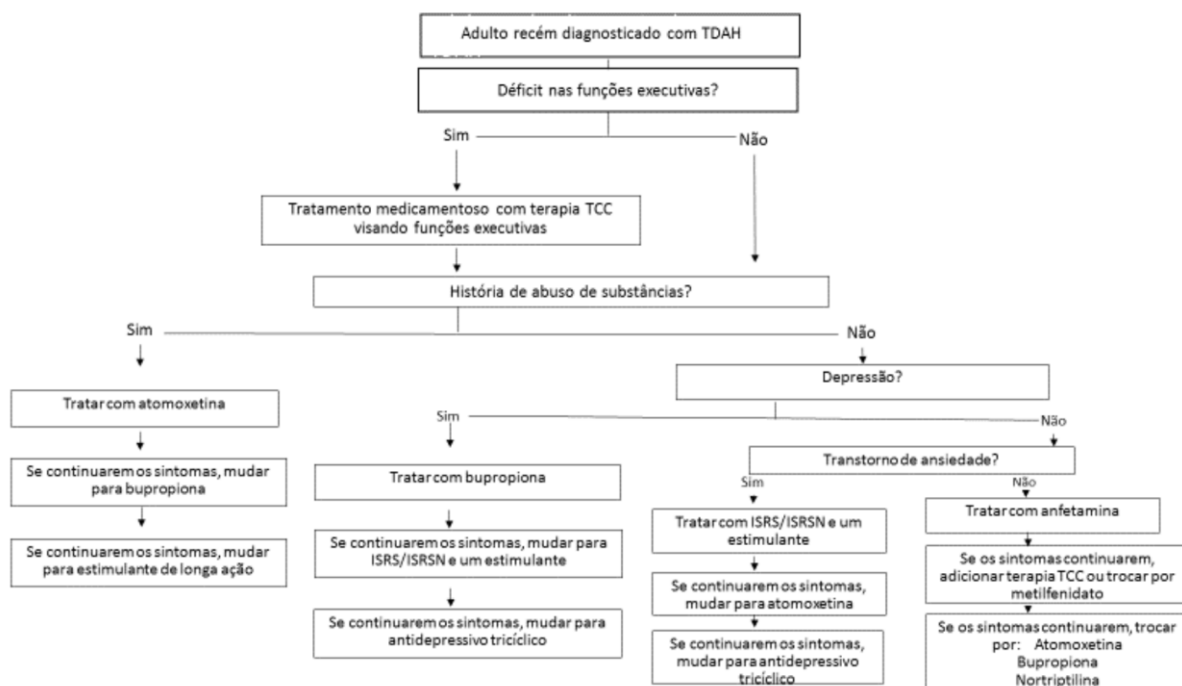 Adulto recém diagnosticado com TDAH
Déficit nas funções executivas?
Sim
Não
Tratamento medicamentoso com terapia TCC
visando funções executivas
História de abuso de substâncias?
Sim
Não
Depressão?
Tratar com atomoxetina
Sim
Não
Se continuarem os sintomas, mudar
para bupropiona
Tratar com bupropiona
Transtorno de ansiedade?
Sim
Não
Se continuarem os sintomas, mudar
para estimulante de longa ação
Se continuarem os sintomas, mudar para
ISRS/ISRSN e um estimulante
Tratar com ISRS/ISRSN e um
estimulante
Tratar com anfetamina
Se continuarem os sintomas, mudar para
antidepressivo tricíclico
Se continuarem os sintomas,
mudar para atomoxetina
Se os sintomas continuarem,
adicionar terapia TCC ou trocar por
metilfenidato
Se continuarem os sintomas,
mudar para antidepressivo
tricíclico
Se os sintomas continuarem, trocar
por: Atomoxetina
Bupropiona
Nortriptilina